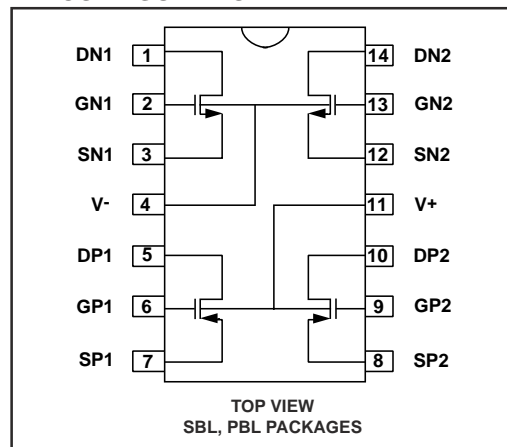 DN1 1 14 DN2
GN1 2 13 GN2
SN1 3 12 SN2
V- 4 11 V+
DP1 5 10 DP2
GP1 6 9 GP2
SP1 7 8 SP2
TOP VIEW
SBL, PBL PACKAGES